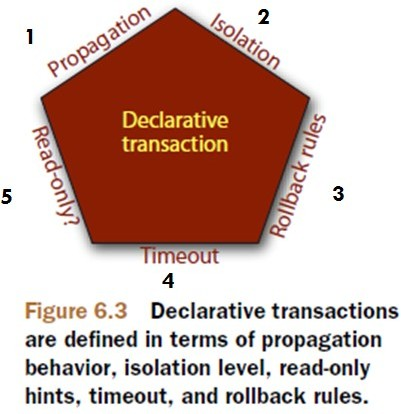 1
Propagation
2
Isolation
Declarative
transaction
5
Read-only?
Rollback rules
3
Timeout
4
Figure 6.3 Declarative transactions
are defined in terms of propagation
behavior, isolation level, read-only
hints, timeout, and rollback rules.